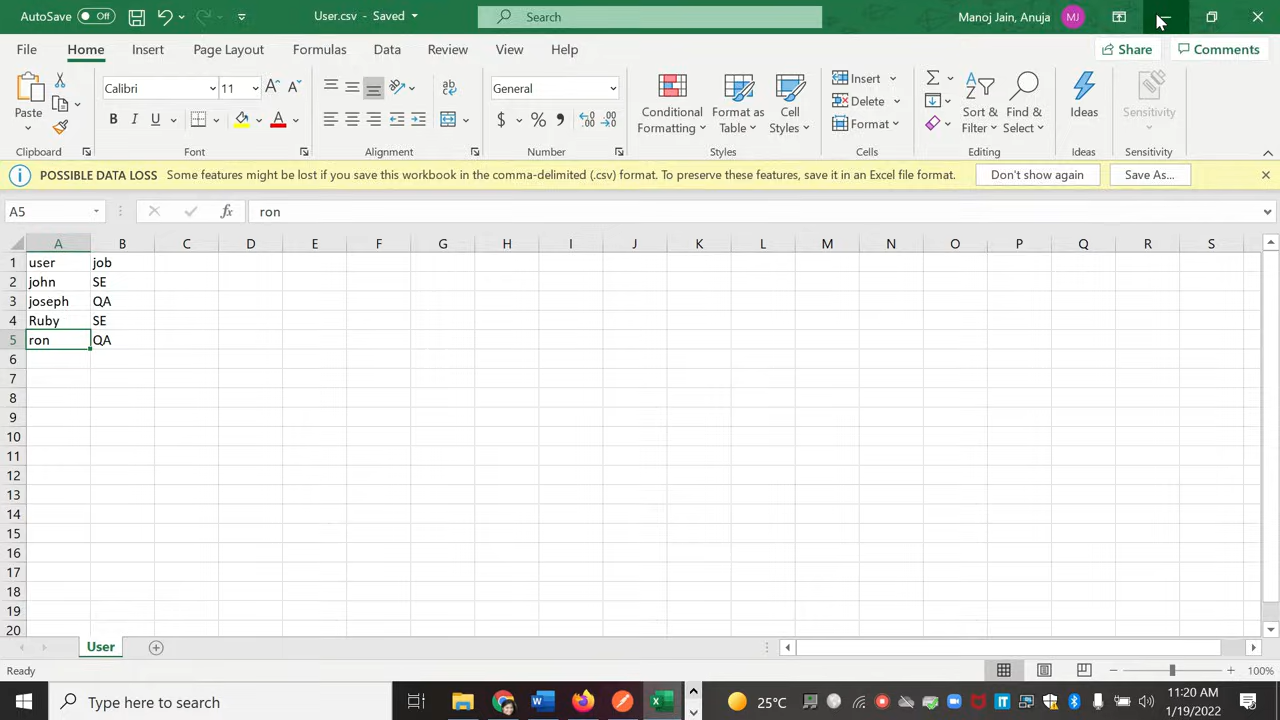 AutoSave Off User.csv - Saved Search Manoj Jain, Anuja MJ
File Home Insert Page Layout Formulas Data Review View Help Share Comments
Paste
Clipboard
Calibri 11
B I U
A
Font
ab
Alignment
General
$ % 9
Number
Conditional
Formatting
Format as
Table
Cell
Styles
Styles
Insert
Delete
Format
Cells
Sort &
Filter
Find &
Select
Editing
Ideas
Ideas
Sensitivity
Sensitivity
POSSIBLE DATA LOSS Some features might be lost if you save this workbook in the comma-delimited (.csv) format. To preserve these features, save it in an Excel file format. Don't show again Save As...
A5 fx ron
A B C D E F G H I J K L M N O P Q R S
1 user job
2 john SE
3 joseph QA
4 Ruby SE
5 ron QA
6
7
8
9
10
11
12
13
14
15
16
17
18
19
20
User
Ready 100%
Type here to search 25°C 11:20 AM
1/19/2022